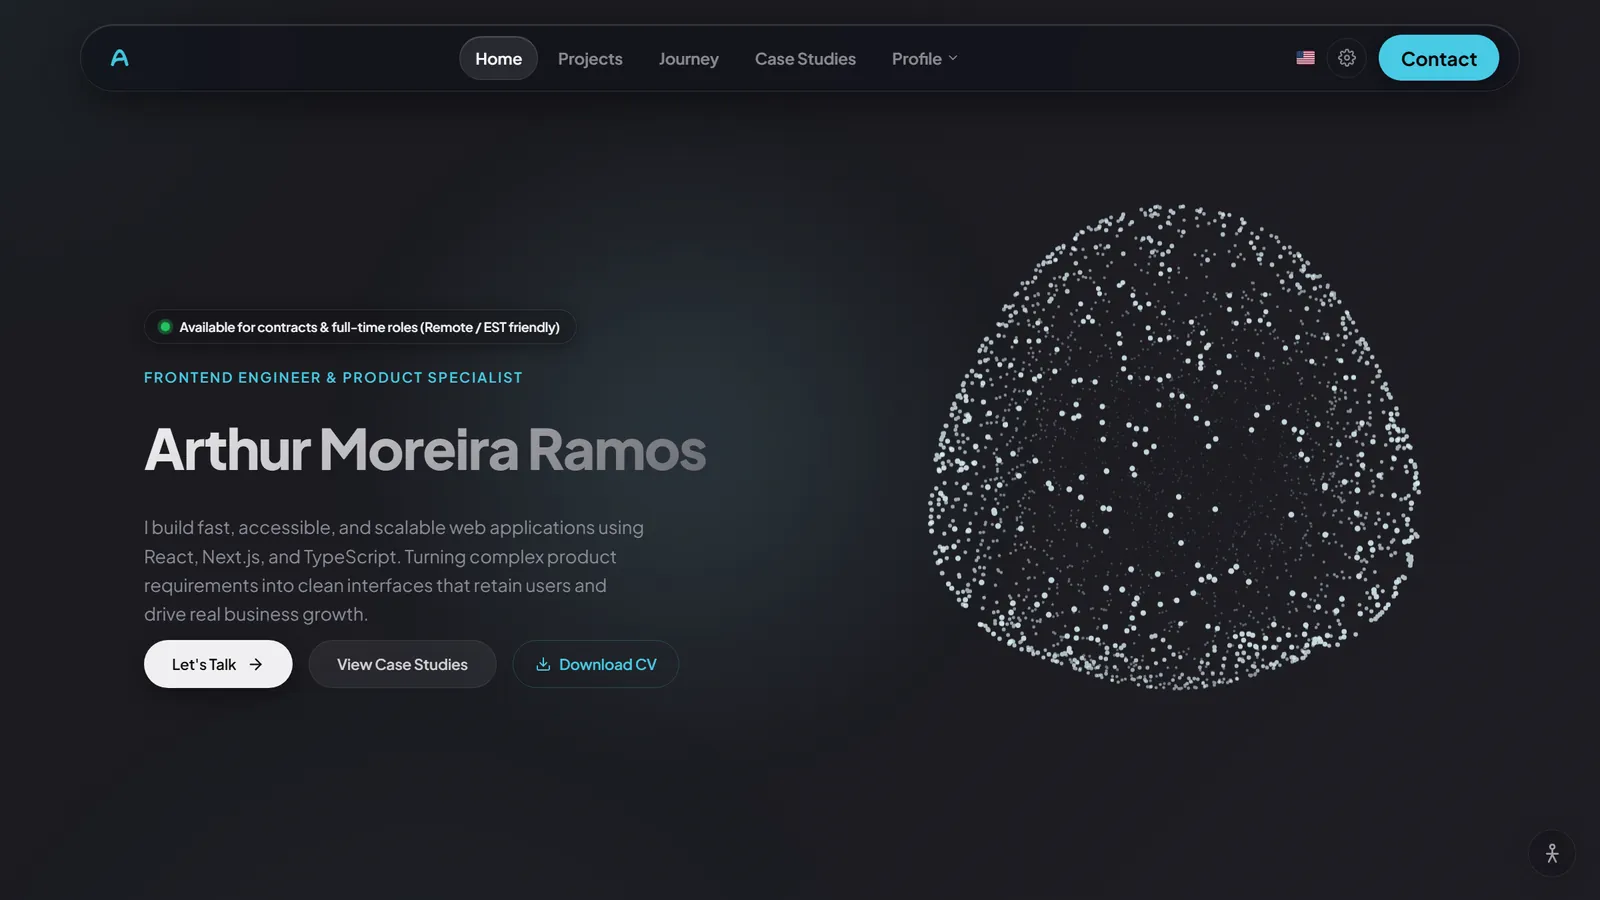 Home
Projects
Journey
Case Studies
Profile
Contact
Available for contracts & full-time roles (Remote / EST friendly)
FRONTEND ENGINEER & PRODUCT SPECIALIST
Arthur Moreira Ramos
I build fast, accessible, and scalable web applications using
React, Next.js, and TypeScript. Turning complex product
requirements into clean interfaces that retain users and
drive real business growth.
Let's Talk
View Case Studies
Download CV